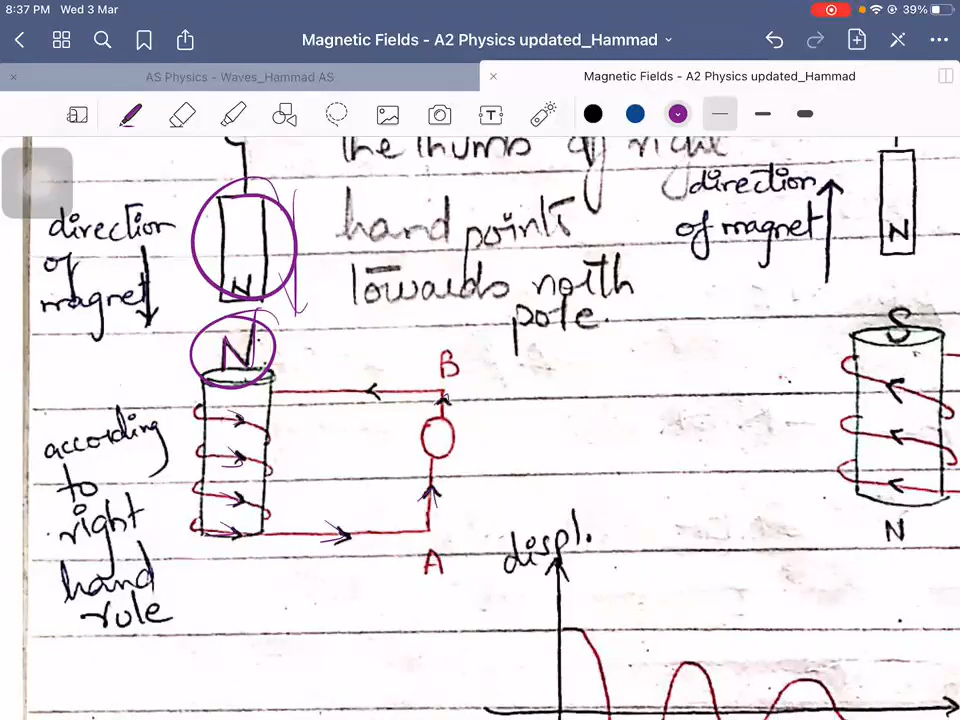 8:37 PM Wed 3 Mar
39%
Magnetic Fields - A2 Physics updated_Hammad
AS Physics - Waves_Hammad AS
Magnetic Fields - A2 Physics updated_Hammad
T
the thumb of right
hand points
towards north
pole.
direction
of
magnet
N
N
direction
of magnet
N
S
N
B
A
according
to
right
hand
rule
displ.